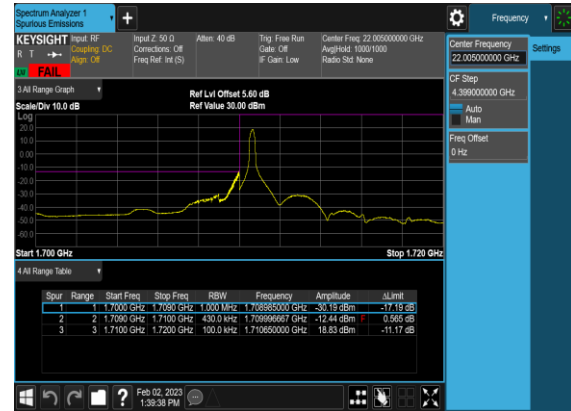 Spectrum Analyzer 1
Spurious Emissions
Frequency
KEYSIGHT
R T
LV FAIL
Input: RF
Coupling: DC
Align: Off
Input Z: 50 Ω
Corrections: Off
Freq Ref: Int (S)
Atten: 40 dB
Trig: Free Run
Gate: Off
IF Gain: Low
Center Freq: 22.005000000 GHz
Avg|Hold: 1000/1000
Radio Std: None
Center Frequency
22.005000000 GHz
Settings
CF Step
4.399000000 GHz
Auto
Man
Freq Offset
0 Hz
3 All Range Graph
Scale/Div 10.0 dB
Ref Lvl Offset 5.60 dB
Ref Value 30.00 dBm
Log
20.0
10.0
0.00
-10.0
-20.0
-30.0
-40.0
-50.0
-60.0
Start 1.700 GHz
Stop 1.720 GHz
4 All Range Table
Spur Range Start Freq Stop Freq RBW Frequency Amplitude ΔLimit
1 1 1.7000 GHz 1.7090 GHz 1.000 MHz 1.708985000 GHz -30.19 dBm -17.19 dB
2 2 1.7090 GHz 1.7100 GHz 430.0 kHz 1.709996667 GHz -12.44 dBm F 0.565 dB
3 3 1.7100 GHz 1.7200 GHz 100.0 kHz 1.710650000 GHz 18.83 dBm -11.17 dB
Feb 02, 2023
1:39:38 PM